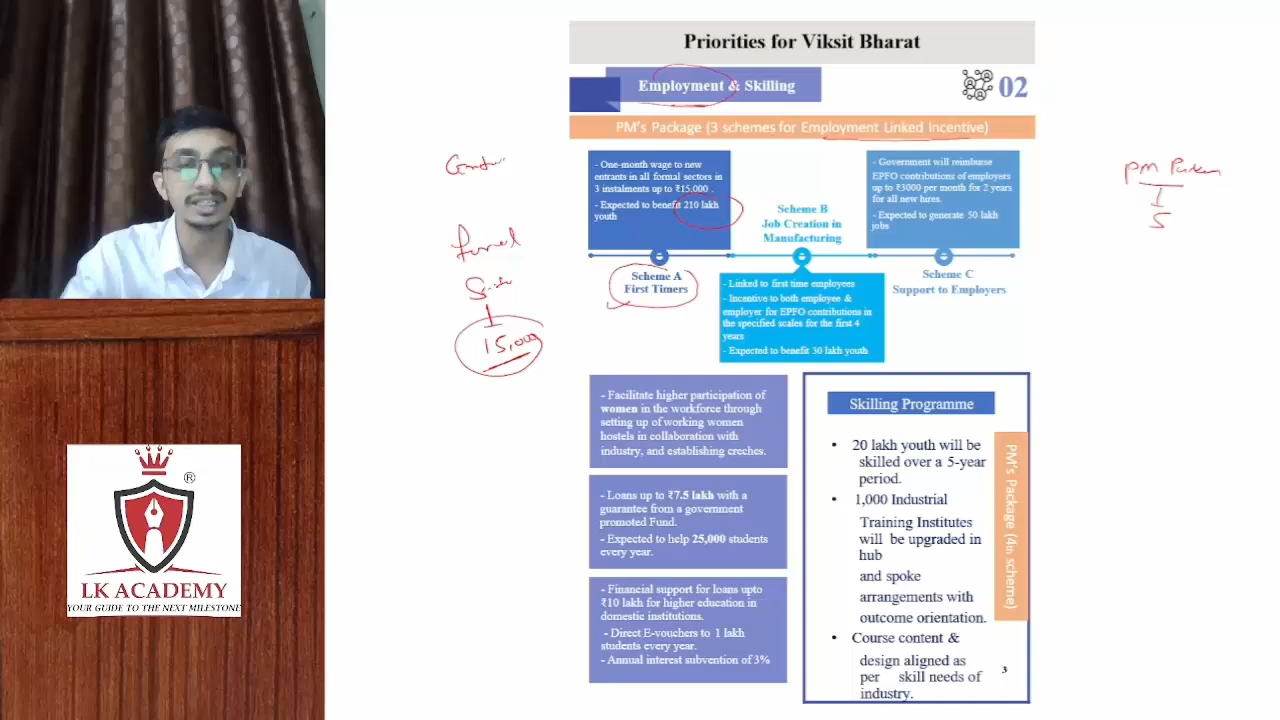 Priorities for Viksit Bharat
Employment & Skilling
02
PM's Package (3 schemes for Employment Linked Incentive)
- One-month wage to new
entrants in all formal sectors in
3 instalments up to ₹15,000 .
- Expected to benefit 210 lakh
youth
Scheme A
First Timers
Scheme B
Job Creation in
Manufacturing
- Linked to first time employees
- Incentive to both employee &
employer for EPFO contributions in
the specified scales for the first 4
years
- Expected to benefit 30 lakh youth
- Government will reimburse
EPFO contributions of employers
up to ₹3000 per month for 2 years
for all new hires.
- Expected to generate 50 lakh
jobs
Scheme C
Support to Employers
15,000
PM
5
- Facilitate higher participation of
women in the workforce through
setting up of working women
hostels in collaboration with
industry, and establishing creches.
- Loans up to ₹7.5 lakh with a
guarantee from a government
promoted Fund.
- Expected to help 25,000 students
every year.
- Financial support for loans upto
₹10 lakh for higher education in
domestic institutions.
- Direct E-vouchers to 1 lakh
students every year.
- Annual interest subvention of 3%
Skilling Programme
• 20 lakh youth will be
skilled over a 5-year
period.
• 1,000 Industrial
Training Institutes
will be upgraded in
hub
and spoke
arrangements with
outcome orientation.
• Course content &
design aligned as
per skill needs of
industry.
PM's Package (4th scheme)
3
®
LK ACADEMY
YOUR GUIDE TO THE NEXT MILESTONE